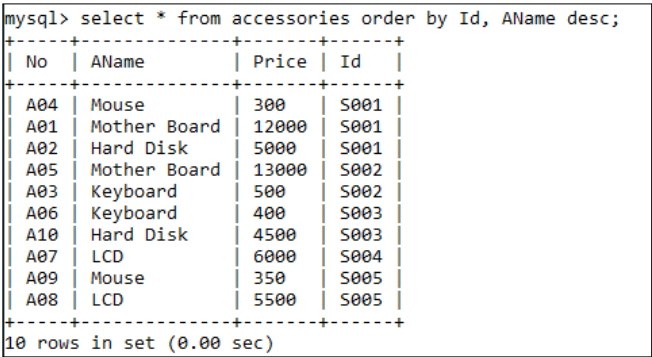 mysql> select * from accessories order by Id, AName desc;
+-----+--------------+-------+------+
| No  | AName        | Price | Id   |
+-----+--------------+-------+------+
| A04 | Mouse        | 300   | S001 |
| A01 | Mother Board | 12000 | S001 |
| A02 | Hard Disk    | 5000  | S001 |
| A05 | Mother Board | 13000 | S002 |
| A03 | Keyboard     | 500   | S002 |
| A06 | Keyboard     | 400   | S003 |
| A10 | Hard Disk    | 4500  | S003 |
| A07 | LCD          | 6000  | S004 |
| A09 | Mouse        | 350   | S005 |
| A08 | LCD          | 5500  | S005 |
+-----+--------------+-------+------+
10 rows in set (0.00 sec)